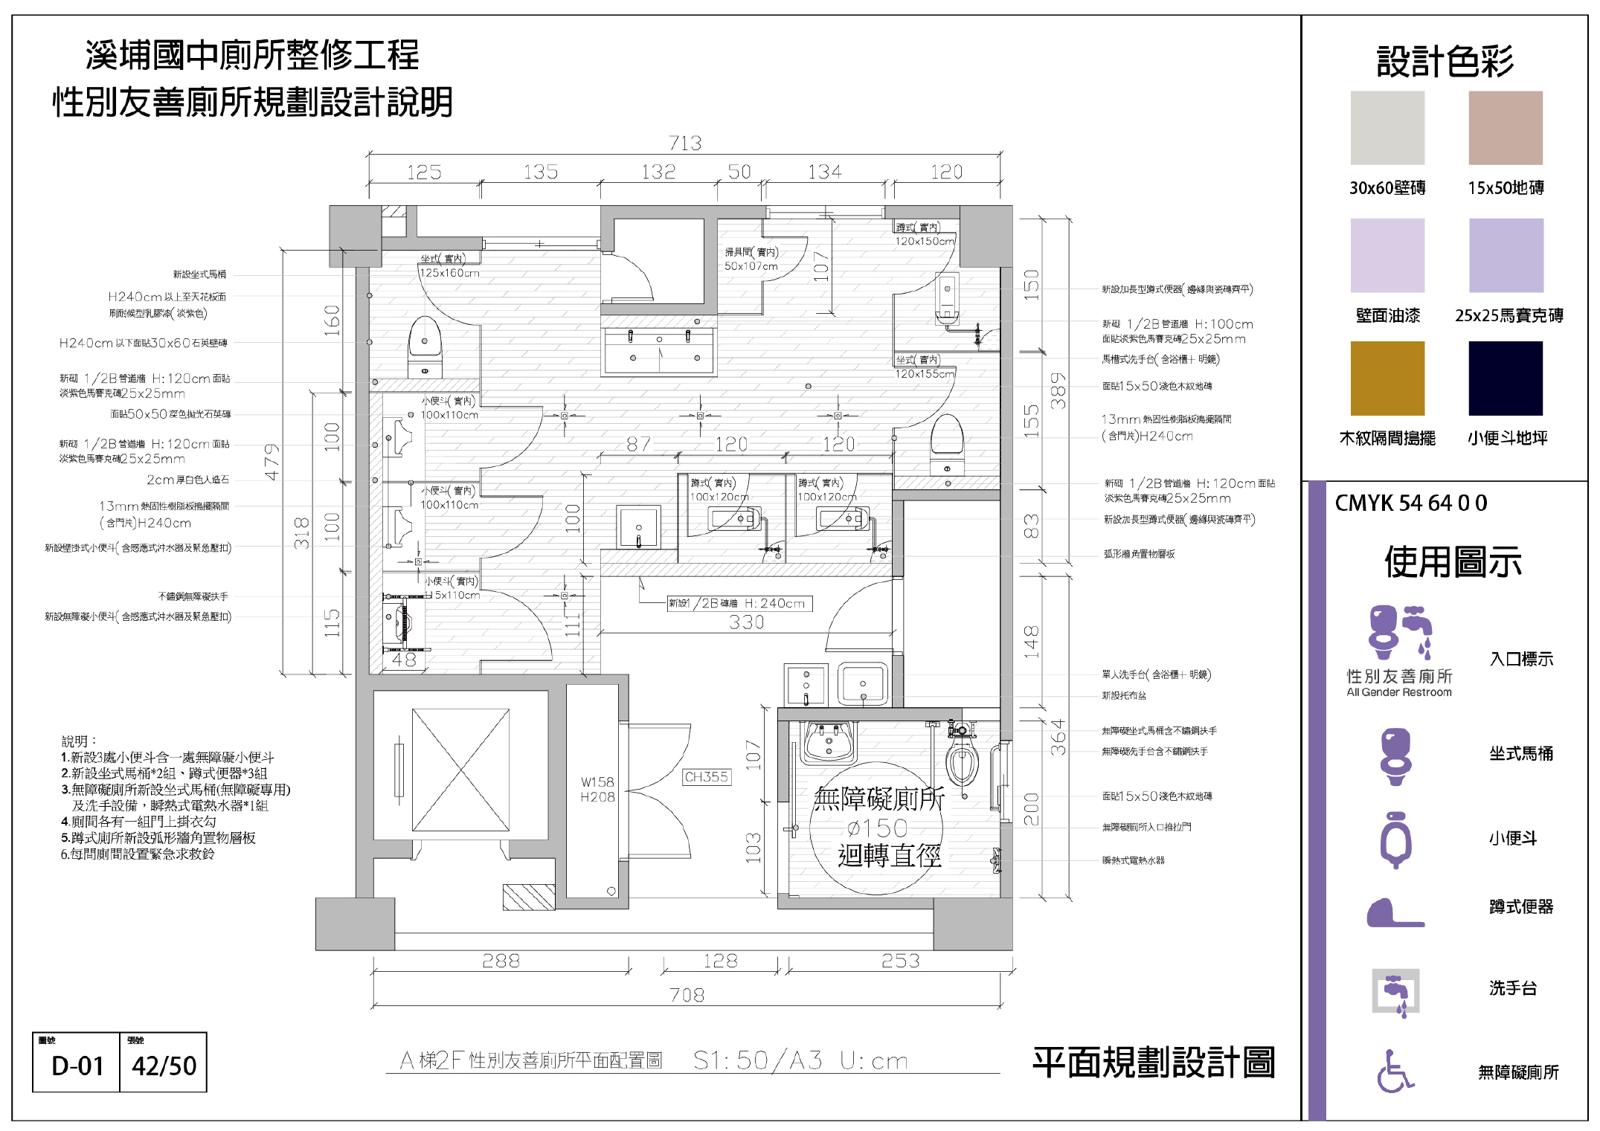 溪埔國中廁所整修工程
性別友善廁所規劃設計說明
713
125
135
132
50
134
120
坐式(實內)
125x160cm
掃具間(實內)
50x107cm
107
蹲式(實內)
120x150cm
坐式(實內)
120x155cm
小便斗(實內)
100x110cm
小便斗(實內)
100x110cm
小便斗(實內)
115x110cm
87
120
120
蹲式(實內)
100x120cm
蹲式(實內)
100x120cm
100
111
48
新設1/2B磚牆 H:240cm
330
160
100
100
115
479
318
150
155
83
389
148
200
364
107
103
W158
H208
CH355
無障礙廁所
ø150
迴轉直徑
288
128
253
708
新設坐式馬桶
H240cm以上至天花板面
刷耐候型乳膠漆(淡紫色)
H240cm以下面貼30x60石英壁磚
新砌 1/2B管道牆 H:120cm面貼
淡紫色馬賽克磚25x25mm
面貼50x50深色拋光石英磚
新砌 1/2B管道牆 H:120cm面貼
淡紫色馬賽克磚25x25mm
2cm厚白色人造石
13mm熱固性樹脂板搗擺隔間
(含門片)H240cm
新設壁掛式小便斗(含感應式沖水器及緊急壓扣)
不鏽鋼無障礙扶手
新設無障礙小便斗(含感應式沖水器及緊急壓扣)
新設加長型蹲式便器(邊緣與瓷磚齊平)
新砌 1/2B管道牆 H:100cm
面貼淡紫色馬賽克磚25x25mm
馬槽式洗手台(含浴櫃+明鏡)
面貼15x50淺色木紋地磚
13mm熱固性樹脂板搗擺隔間
(含門片)H240cm
新砌 1/2B管道牆 H:120cm面貼
淡紫色馬賽克磚25x25mm
新設加長型蹲式便器(邊緣與瓷磚齊平)
弧形牆角置物層板
單人洗手台(含浴櫃+明鏡)
新設拖布盆
無障礙坐式馬桶含不鏽鋼扶手
無障礙洗手台含不鏽鋼扶手
面貼15x50淺色木紋地磚
無障礙廁所入口推拉門
瞬熱式電熱水器
說明：
1.新設3處小便斗含一處無障礙小便斗
2.新設坐式馬桶*2組、蹲式便器*3組
3.無障礙廁所新設坐式馬桶(無障礙專用)
及洗手設備，瞬熱式電熱水器*1組
4.廁間各有一組門上掛衣勾
5.蹲式廁所新設弧形牆角置物層板
6.每間廁間設置緊急求救鈴
圖號
D-01
張號
42/50
A梯2F性別友善廁所平面配置圖 S1:50/A3 U:cm
平面規劃設計圖
設計色彩
30x60壁磚
15x50地磚
壁面油漆
25x25馬賽克磚
木紋隔間搗擺
小便斗地坪
CMYK 54 64 0 0
使用圖示
性別友善廁所
All Gender Restroom
入口標示
坐式馬桶
小便斗
蹲式便器
洗手台
無障礙廁所